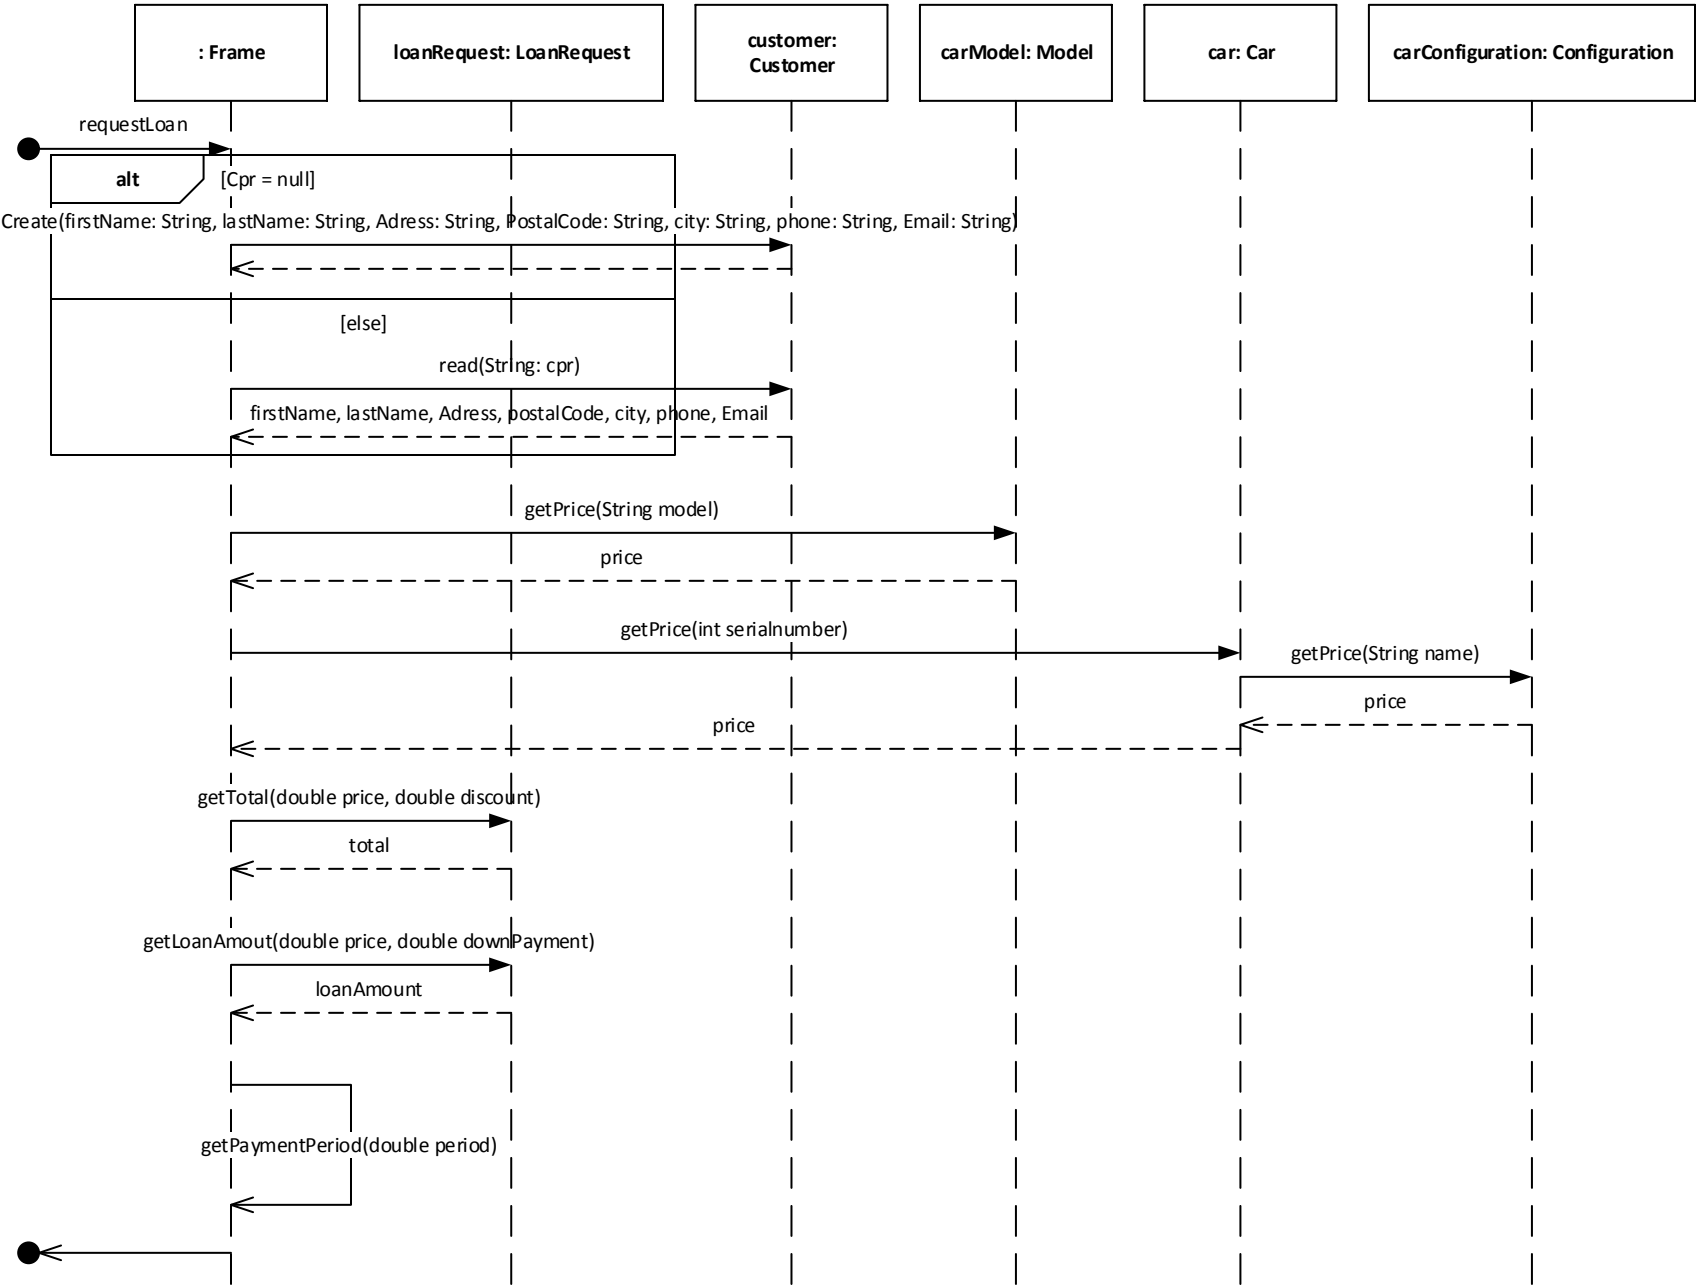 : Frame
loanRequest: LoanRequest
customer:
Customer
carModel: Model
car: Car
carConfiguration: Configuration
requestLoan
alt
[Cpr = null]
Create(firstName: String, lastName: String, Adress: String, PostalCode: String, city: String, phone: String, Email: String)
[else]
read(String: cpr)
firstName, lastName, Adress, postalCode, city, phone, Email
getPrice(String model)
price
getPrice(int serialnumber)
getPrice(String name)
price
price
getTotal(double price, double discount)
total
getLoanAmout(double price, double downPayment)
loanAmount
getPaymentPeriod(double period)